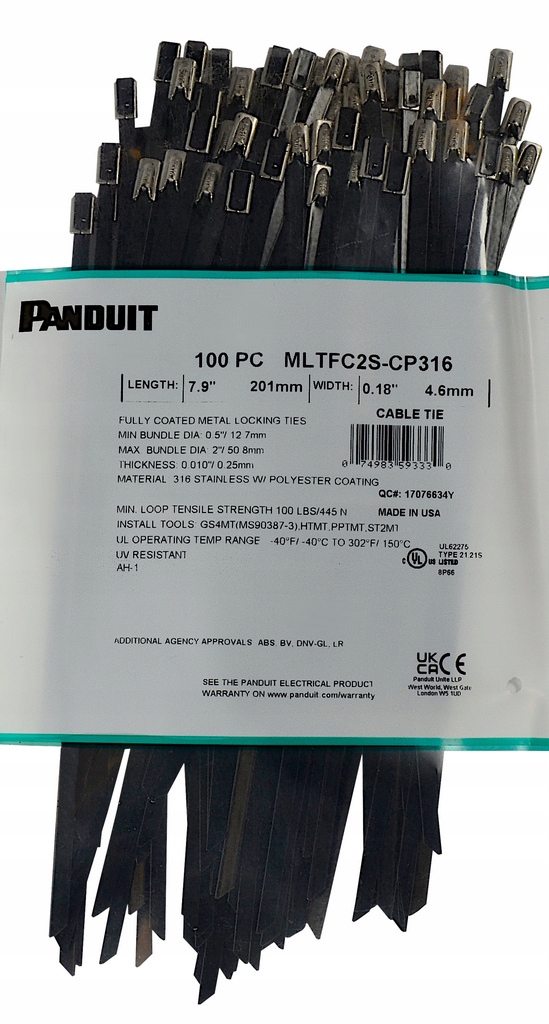 PANDUIT
100 PC MLTFC2S-CP316
LENGTH: 7.9" 201mm WIDTH: 0.18" 4.6mm
CABLE TIE
FULLY COATED METAL LOCKING TIES
MIN BUNDLE DIA: 0.5"/ 12.7mm
MAX. BUNDLE DIA: 2"/ 50.8mm
THICKNESS: 0.010"/ 0.25mm
MATERIAL 316 STAINLESS W/ POLYESTER COATING
0 74983 59333 0
QC#: 17076634Y
MIN. LOOP TENSILE STRENGTH 100 LBS/445 N
MADE IN USA
INSTALL TOOLS: GS4MT(MS90387-3),HTMT,PPTMT,ST2MT
UL OPERATING TEMP RANGE -40°F/ -40°C TO 302°F/ 150°C
UV RESISTANT
AH-1
c UL US LISTED
UL62275
TYPE 21,21S
8P66
ADDITIONAL AGENCY APPROVALS ABS, BV, DNV-GL, LR
UK CA CE
Panduit Unite LLP
West World, West Gate
London W5 1UD
SEE THE PANDUIT ELECTRICAL PRODUCT
WARRANTY ON www.panduit.com/warranty